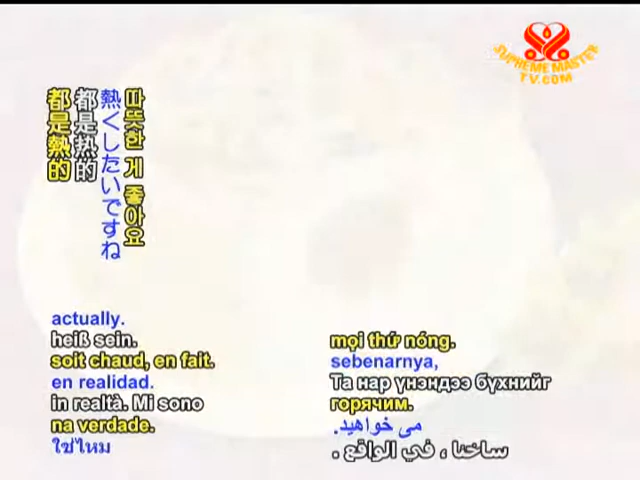 SUPREME MASTER
TV.COM
都是熱的
都是热的
熱くしたいですね
따뜻한 게 좋아요
actually.
heiß sein.
soit chaud, en fait.
en realidad.
in realtà. Mi sono
na verdade.
ใช่ไหม
mọi thứ nóng.
sebenarnya,
Та нар үнэндээ бүхнийг
горячим.
می خواهید.
ساخنا ، في الواقع .